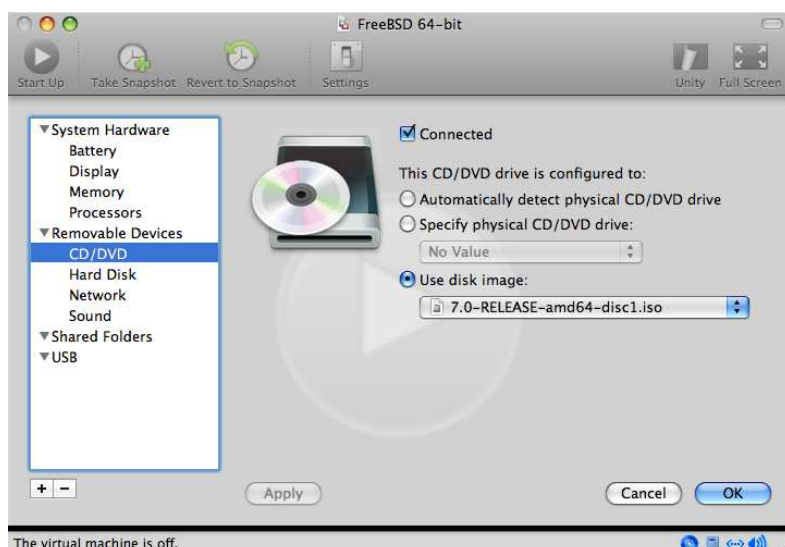 FreeBSD 64-bit
Start Up Take Snapshot Revert to Snapshot Settings Unity Full Screen
System Hardware
Battery
Display
Memory
Processors
Removable Devices
CD/DVD
Hard Disk
Network
Sound
Shared Folders
USB
Connected
This CD/DVD drive is configured to:
Automatically detect physical CD/DVD drive
Specify physical CD/DVD drive:
No Value
Use disk image:
7.0-RELEASE-amd64-disc1.iso
+ −
Apply Cancel OK
The virtual machine is off.